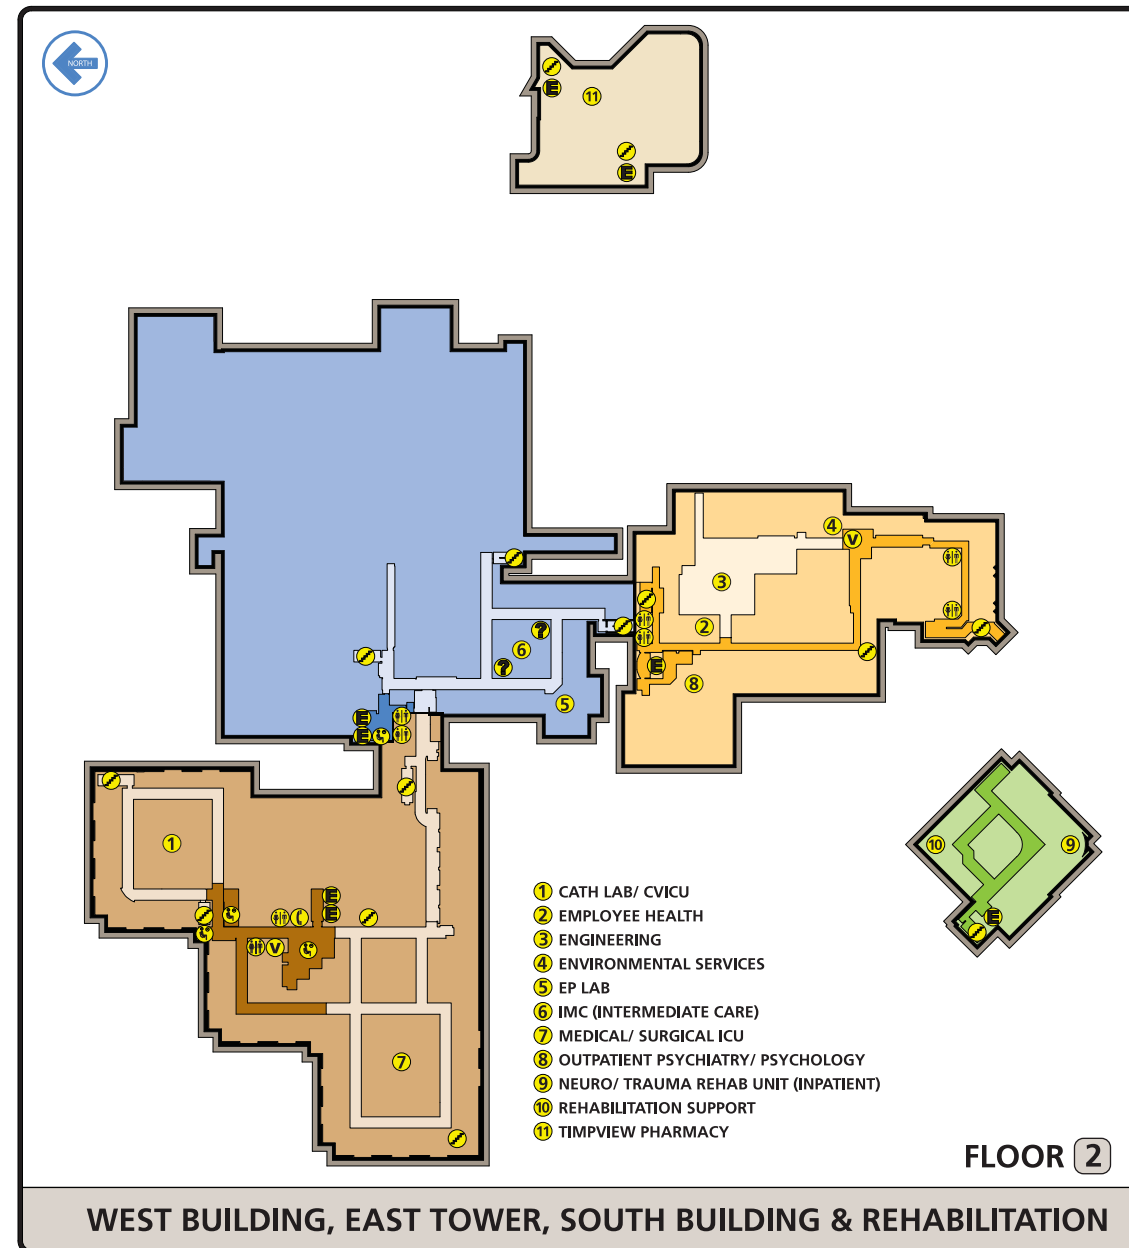 NORTH
E
11
E
4
V
3
E
2
6
?
?
E
8
5
E
E
1
10
9
E
E
E
V
7
1 CATH LAB/ CVICU
2 EMPLOYEE HEALTH
3 ENGINEERING
4 ENVIRONMENTAL SERVICES
5 EP LAB
6 IMC (INTERMEDIATE CARE)
7 MEDICAL/ SURGICAL ICU
8 OUTPATIENT PSYCHIATRY/ PSYCHOLOGY
9 NEURO/ TRAUMA REHAB UNIT (INPATIENT)
10 REHABILITATION SUPPORT
11 TIMPVIEW PHARMACY
FLOOR 2
WEST BUILDING, EAST TOWER, SOUTH BUILDING & REHABILITATION